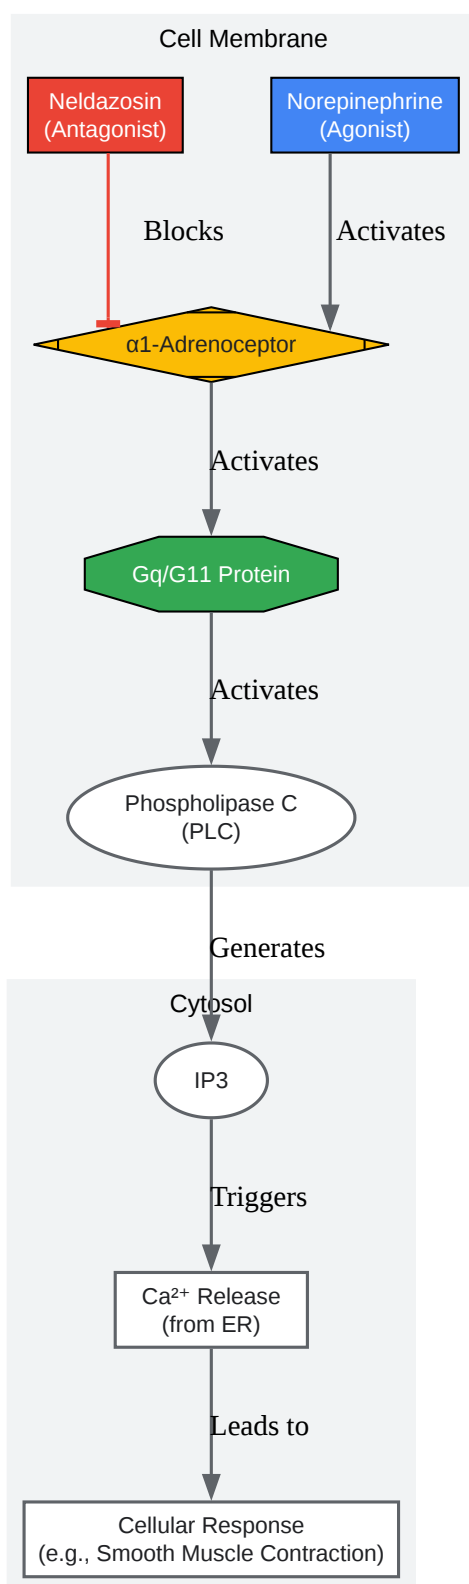 Cell Membrane
Neldazosin
(Antagonist)
Norepinephrine
(Agonist)
Blocks
Activates
α1-Adrenoceptor
Activates
Gq/G11 Protein
Activates
Phospholipase C
(PLC)
Generates
Cytosol
IP3
Triggers
Ca²⁺ Release
(from ER)
Leads to
Cellular Response
(e.g., Smooth Muscle Contraction)